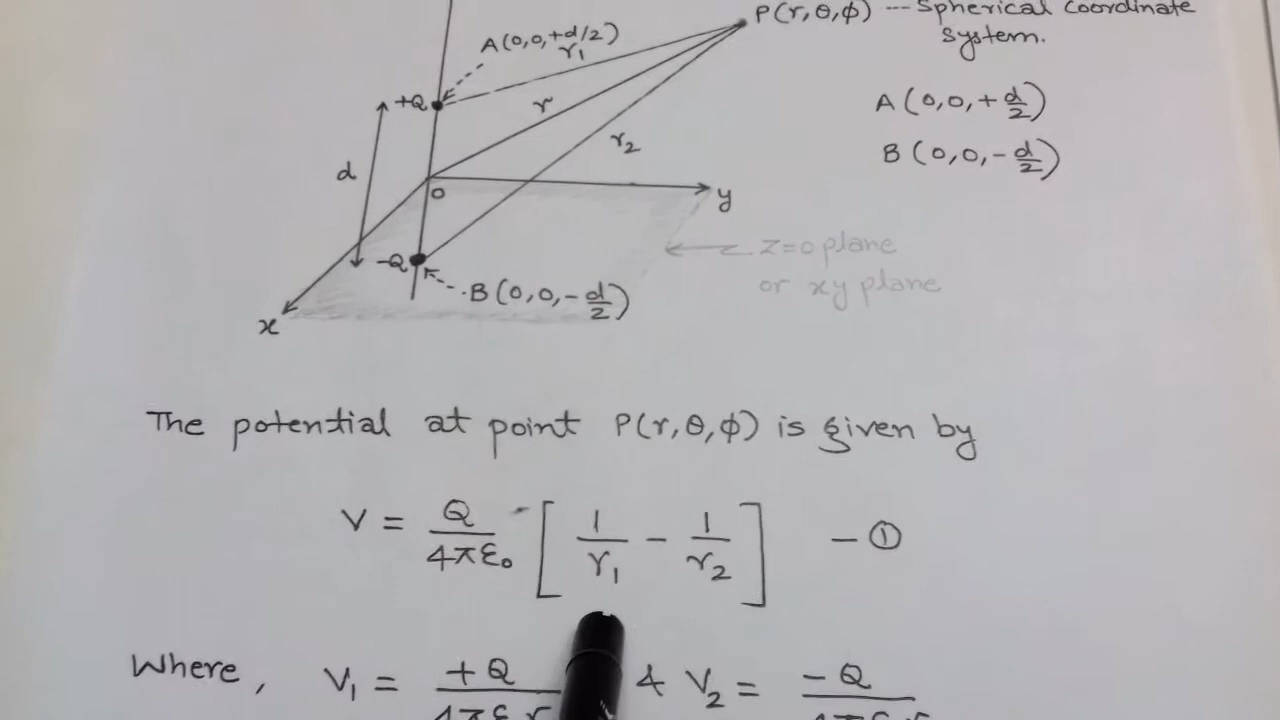 P(r,θ,ϕ) --- Spherical Coordinate
System.
A(0,0,+d/2)
r₁
A(0,0,+d/2)
+Q
r
B(0,0,-d/2)
r₂
d
O
y
-Q
z=0 plane
B(0,0,-d/2)
or xy plane
x
The potential at point P(r,θ,ϕ) is given by
V = Q/4πε₀ [1/r₁ - 1/r₂] - ①
Where, V₁ = +Q/4πε r & V₂ = -Q/4πε r